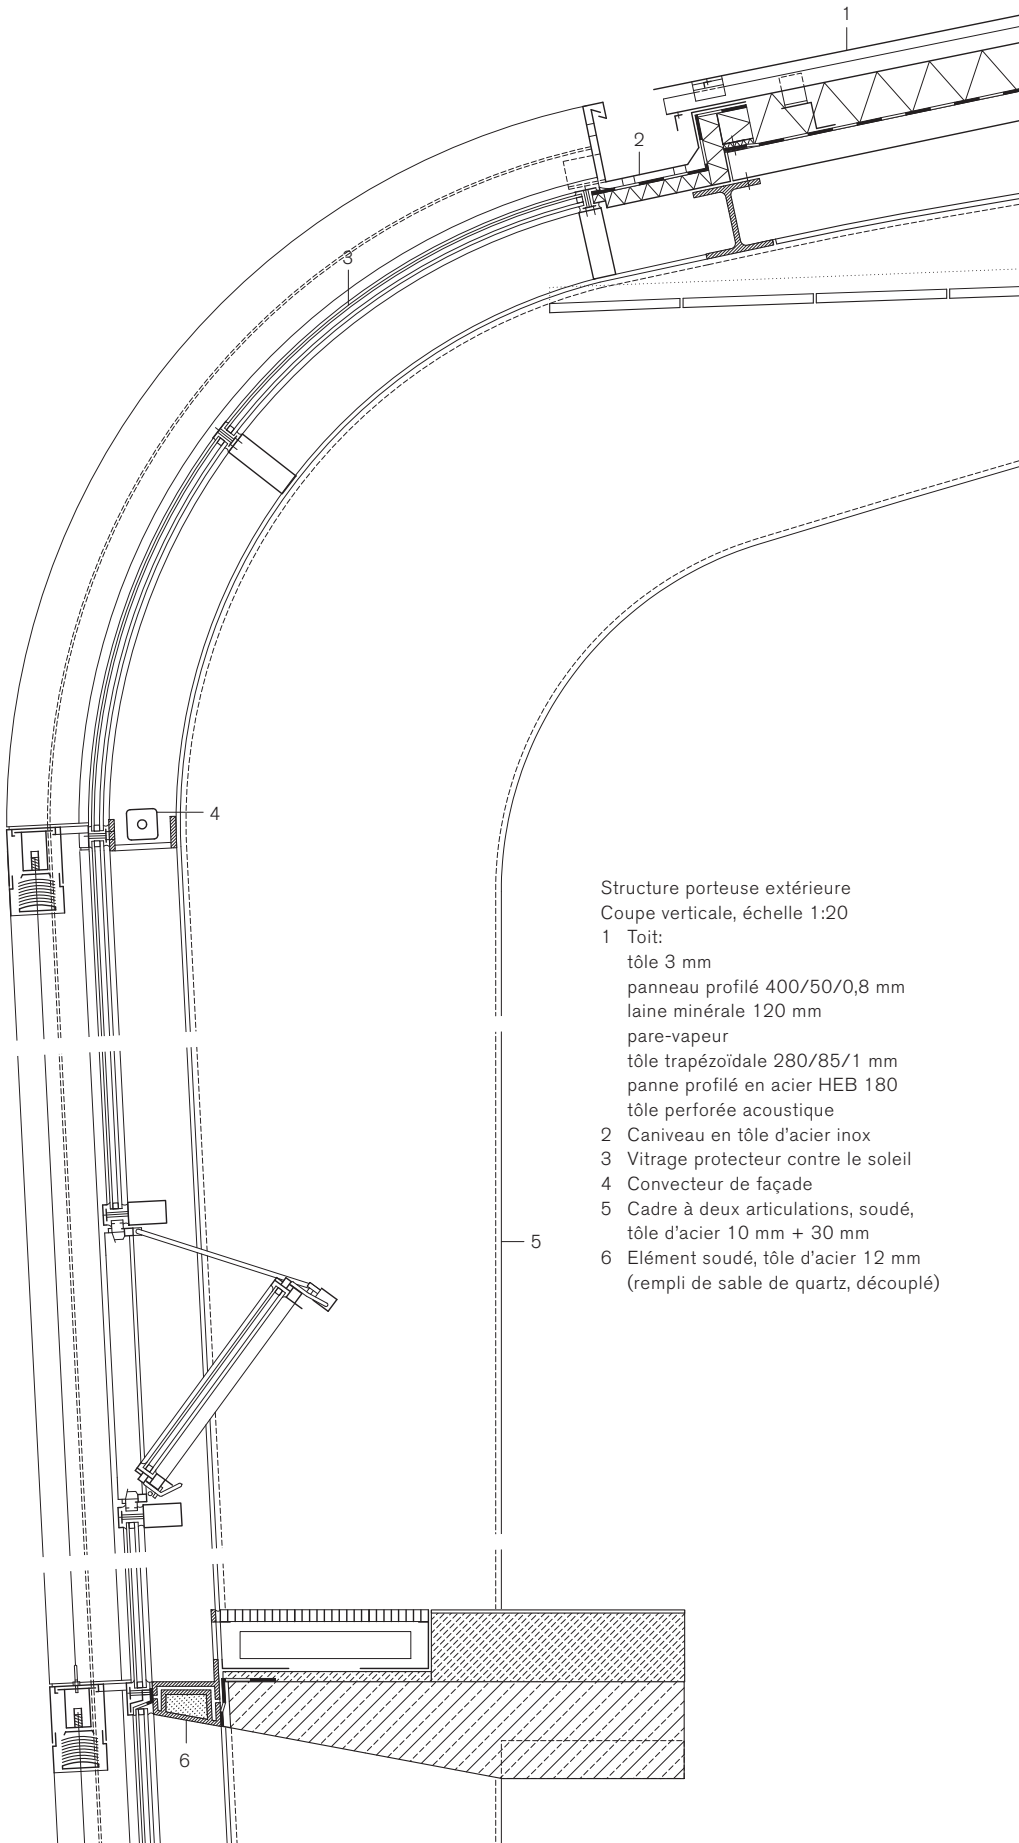 1
2
3
4
Structure porteuse extérieure
Coupe verticale, échelle 1:20
1 Toit:
tôle 3 mm
panneau profilé 400/50/0,8 mm
laine minérale 120 mm
pare-vapeur
tôle trapézoïdale 280/85/1 mm
panne profilé en acier HEB 180
tôle perforée acoustique
2 Caniveau en tôle d'acier inox
3 Vitrage protecteur contre le soleil
4 Convecteur de façade
5 Cadre à deux articulations, soudé,
tôle d'acier 10 mm + 30 mm
6 Elément soudé, tôle d'acier 12 mm
(rempli de sable de quartz, découplé)
5
6